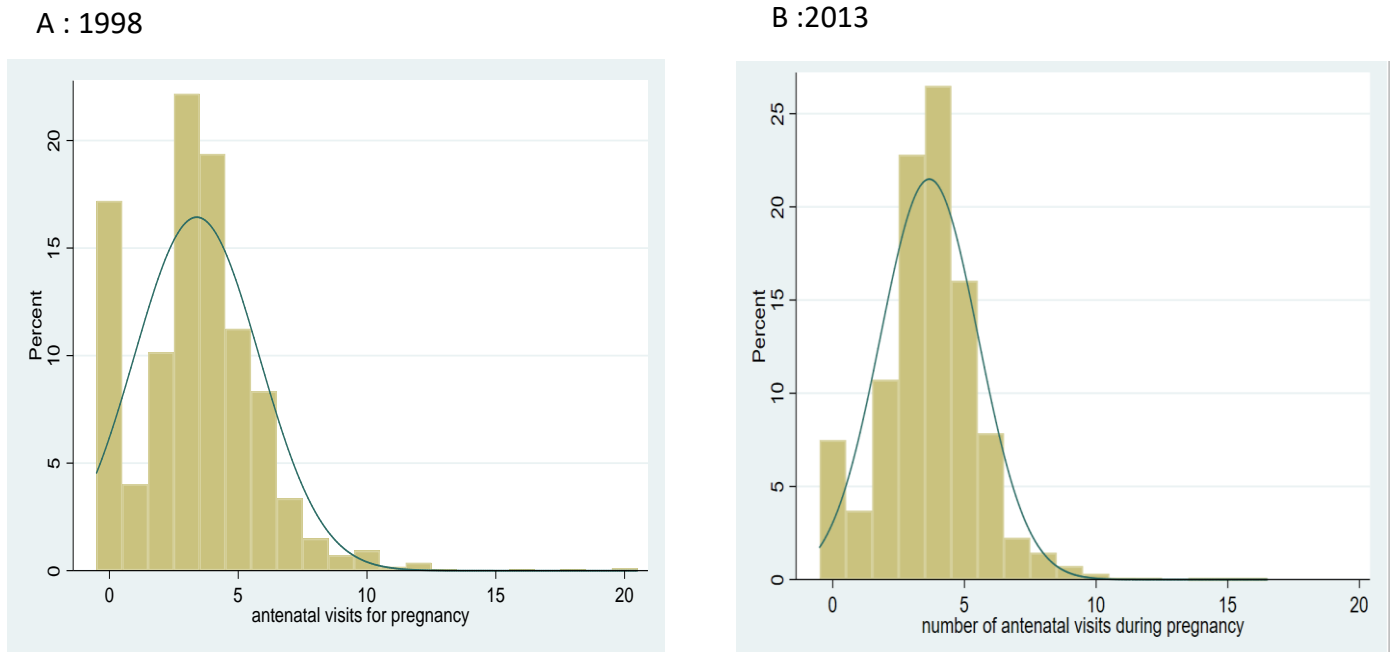 A : 1998
B :2013
Percent
20
15
10
5
0
0 5 10 15 20
antenatal visits for pregnancy
Percent
25
20
15
10
5
0
0 5 10 15 20
number of antenatal visits during pregnancy